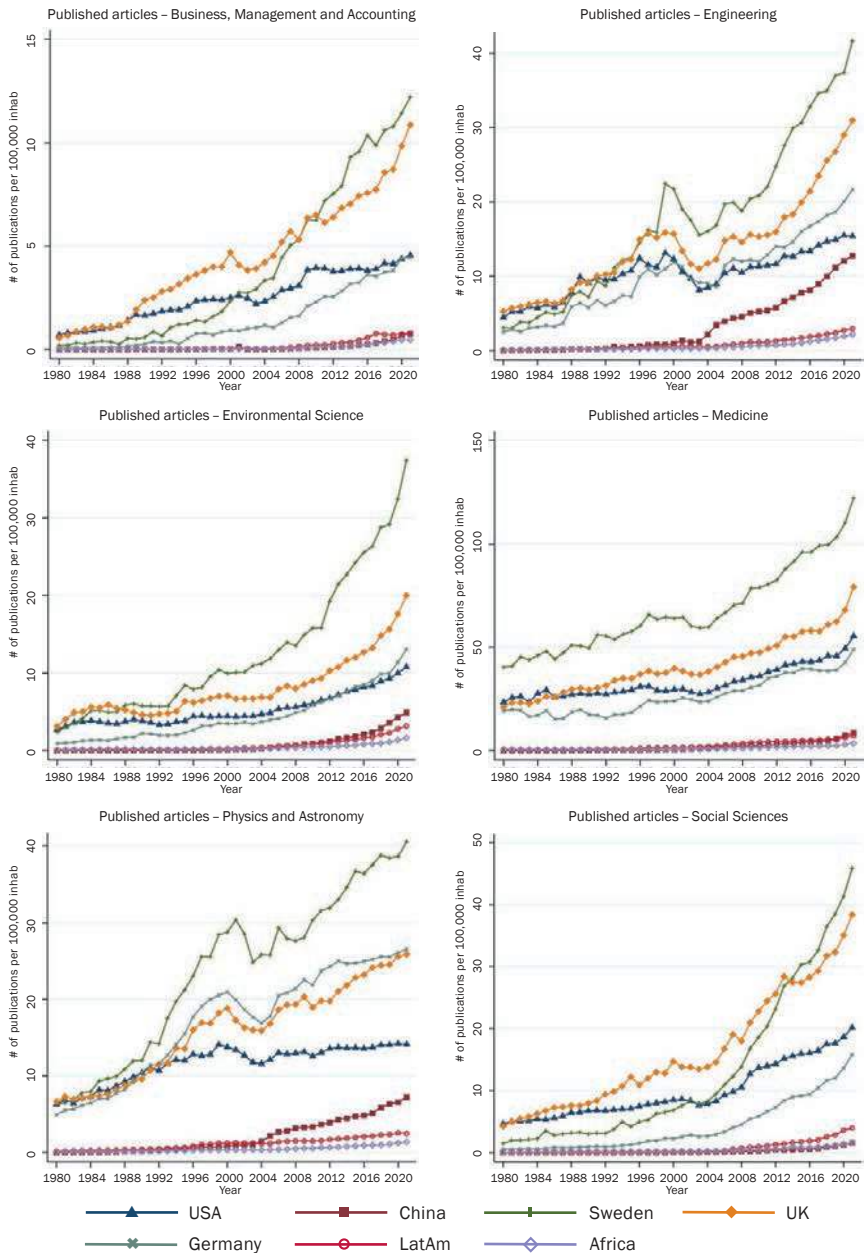 Published articles – Business, Management and Accounting
Published articles – Engineering
# of publications per 100,000 inhab
15
10
5
0
1980 1984 1988 1992 1996 2000 2004 2008 2012 2016 2020
Year
# of publications per 100,000 inhab
40
30
20
10
0
1980 1984 1988 1992 1996 2000 2004 2008 2012 2016 2020
Year
Published articles – Environmental Science
Published articles – Medicine
# of publications per 100,000 inhab
40
30
20
10
0
1980 1984 1988 1992 1996 2000 2004 2008 2012 2016 2020
Year
# of publications per 100,000 inhab
150
100
50
0
1980 1984 1988 1992 1996 2000 2004 2008 2012 2016 2020
Year
Published articles – Physics and Astronomy
Published articles – Social Sciences
# of publications per 100,000 inhab
40
30
20
10
0
1980 1984 1988 1992 1996 2000 2004 2008 2012 2016 2020
Year
# of publications per 100,000 inhab
50
40
30
20
10
0
1980 1984 1988 1992 1996 2000 2004 2008 2012 2016 2020
Year
USA China Sweden UK
Germany LatAm Africa